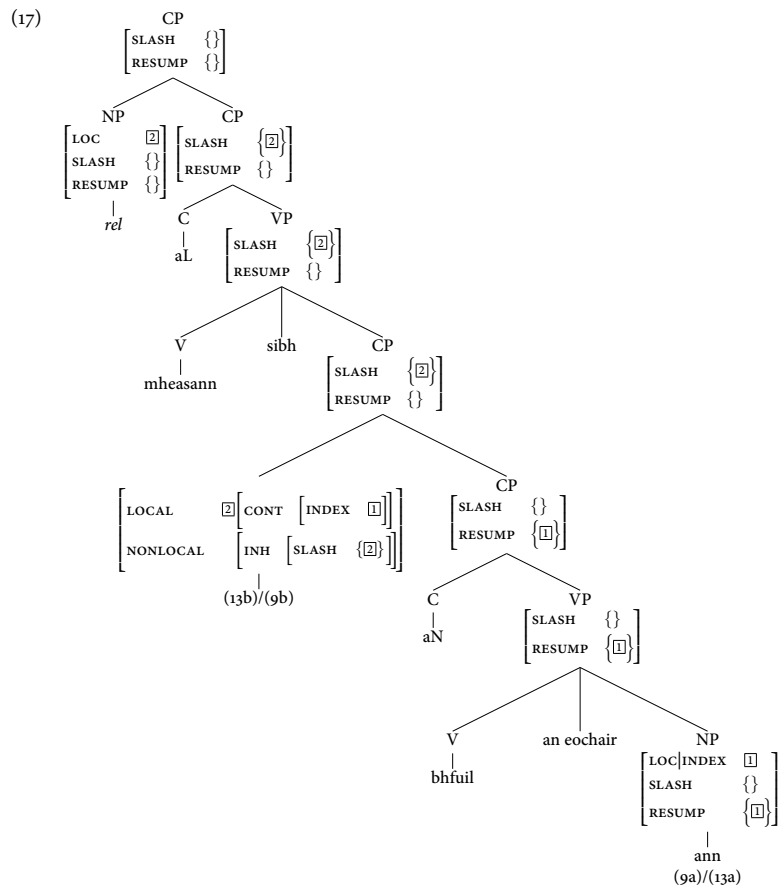 (17)
CP
[SLASH {}]
[RESUMP {}]
NP CP
[LOC 2] [SLASH {2}]
[SLASH {}] [RESUMP {}]
[RESUMP {}]
rel
C VP
aL [SLASH {2}]
[RESUMP {}]
V sibh CP
mheasann [SLASH {2}]
[RESUMP {}]
CP
[LOCAL 2[CONT [INDEX 1]]] [SLASH {}]
[NONLOCAL [INH [SLASH {2}]]] [RESUMP {1}]
(13b)/(9b)
C VP
aN [SLASH {}]
[RESUMP {1}]
V an eochair NP
bhfuil [LOC|INDEX 1]
[SLASH {}]
[RESUMP {1}]
ann
(9a)/(13a)